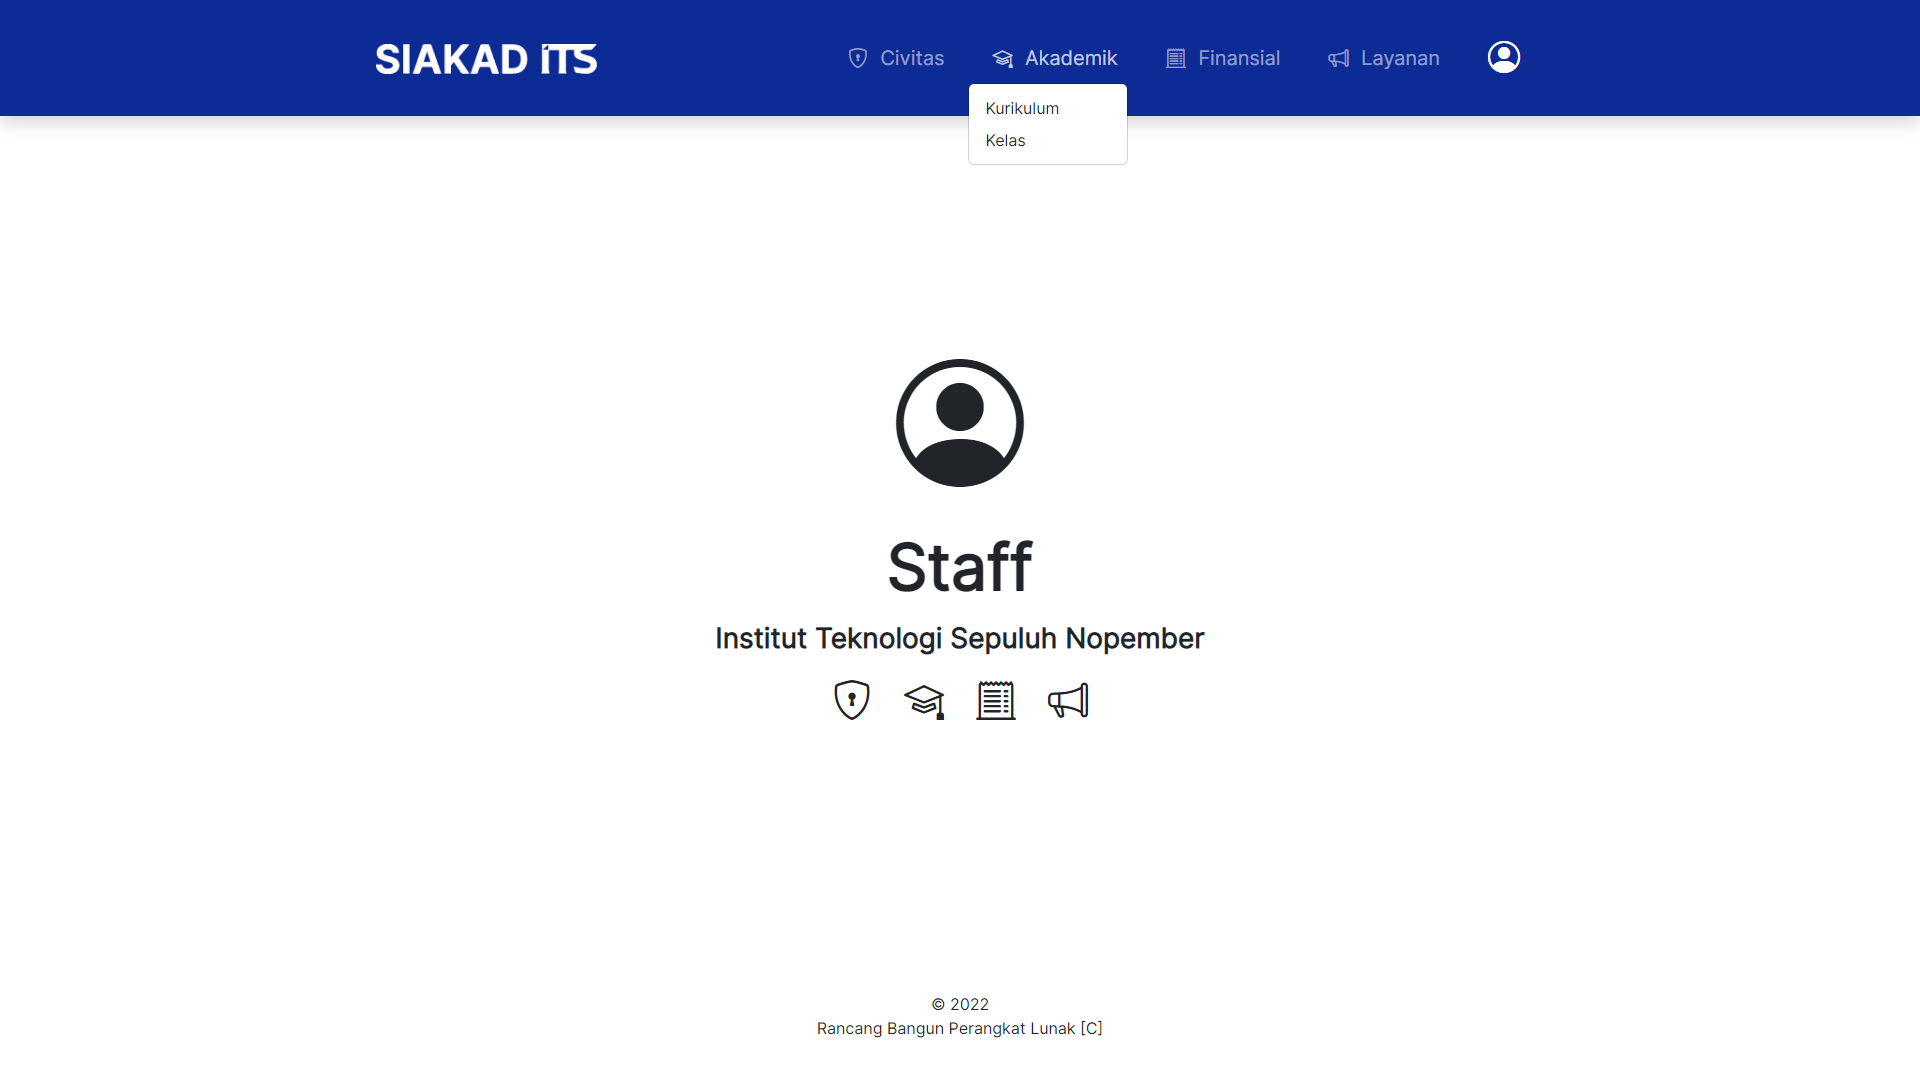 SIAKAD ITS
Civitas
Akademik
Finansial
Layanan
Kurikulum
Kelas
Staff
Institut Teknologi Sepuluh Nopember
© 2022
Rancang Bangun Perangkat Lunak [C]